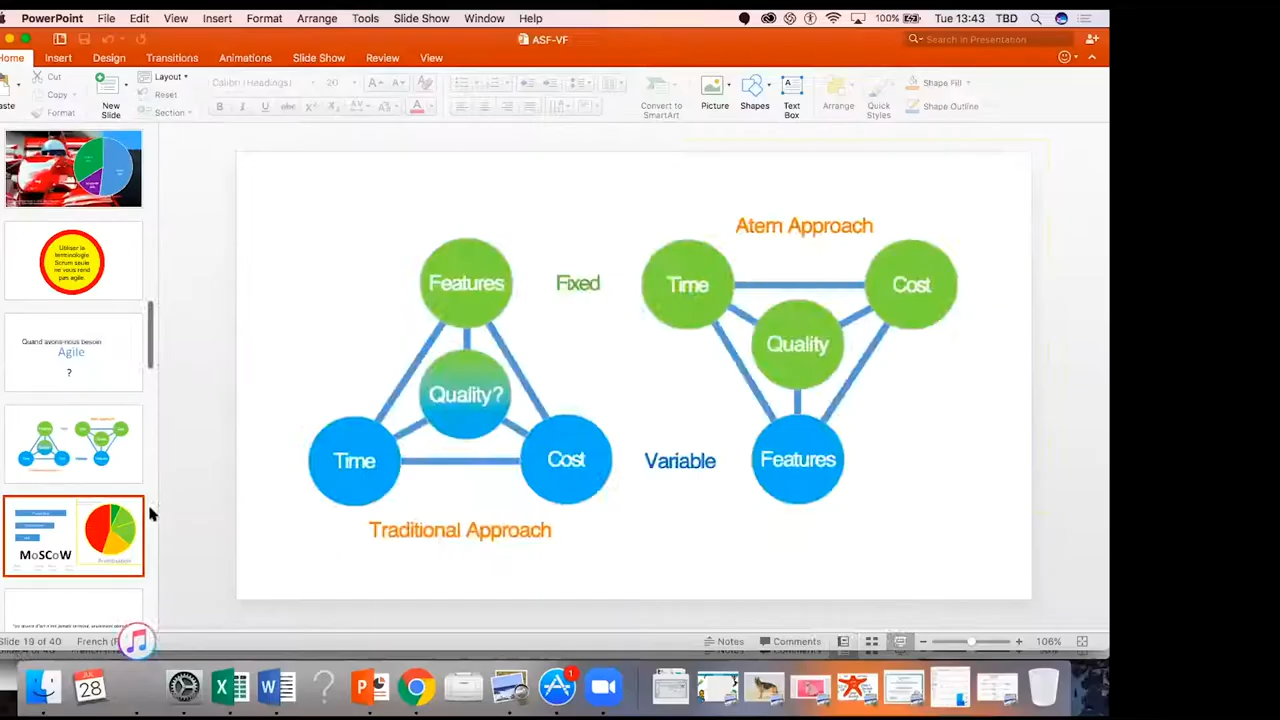 PowerPoint File Edit View Insert Format Arrange Tools Slide Show Window Help 100% Tue 13:43 TBD
ASF-VF
Search in Presentation
Home Insert Design Transitions Animations Slide Show Review View
Cut
Copy
Format
New
Slide
Layout
Reset
Section
Calibri (Headings)
20
B I U abc
Convert to
SmartArt
Picture
Shapes
Text
Box
Arrange
Quick
Styles
Shape Fill
Shape Outline
Utiliser la
terminologie
Scrum seule
ne vous rend
pas agile.
Quand avons-nous besoin
Agile
?
MoSCoW
Atern Approach
Features
Fixed
Time
Cost
Quality
Quality?
Time
Cost
Variable
Features
Traditional Approach
Slide 19 of 40
Notes
Comments
106%
JUL
28
1